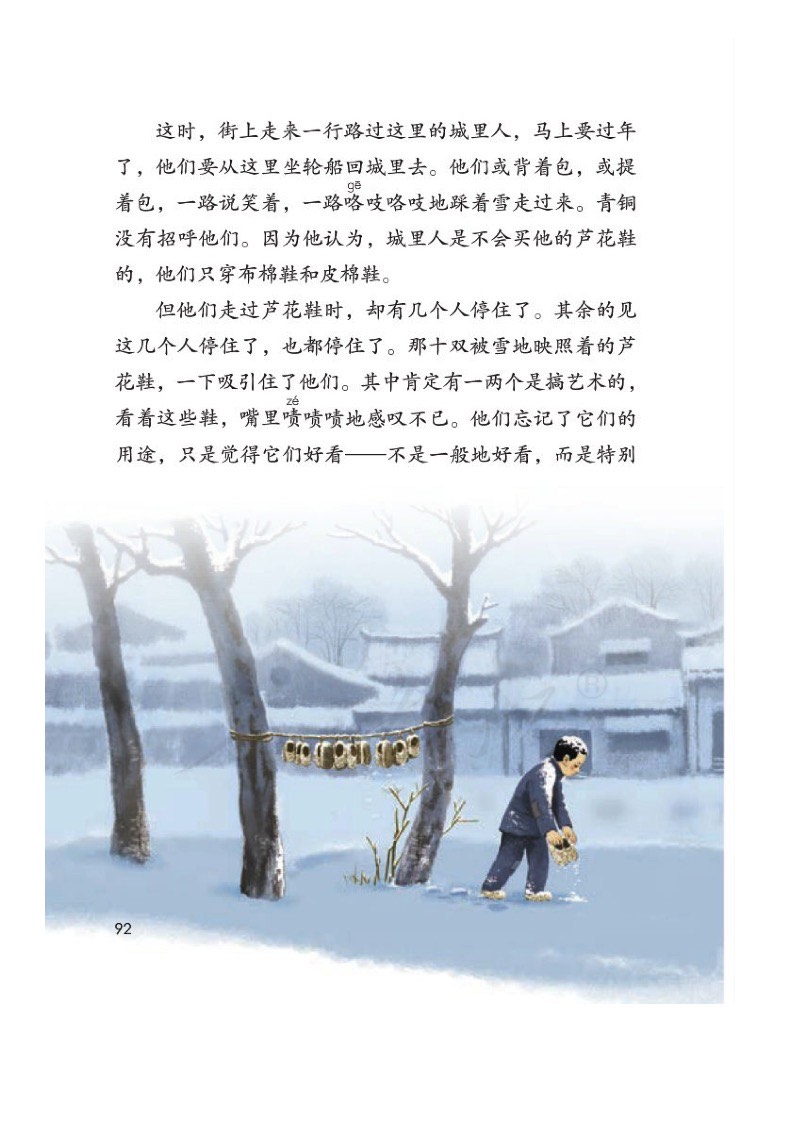 这时，街上走来一行路过这里的城里人，马上要过年
了，他们要从这里坐轮船回城里去。他们或背着包，或提
gē
着包，一路说笑着，一路咯吱咯吱地踩着雪走过来。青铜
没有招呼他们。因为他认为，城里人是不会买他的芦花鞋
的，他们只穿布棉鞋和皮棉鞋。
但他们走过芦花鞋时，却有几个人停住了。其余的见
这几个人停住了，也都停住了。那十双被雪地映照着的芦
花鞋，一下吸引住了他们。其中肯定有一两个是搞艺术的，
zé
看着这些鞋，嘴里啧啧啧地感叹不已。他们忘记了它们的
用途，只是觉得它们好看——不是一般地好看，而是特别
®
92